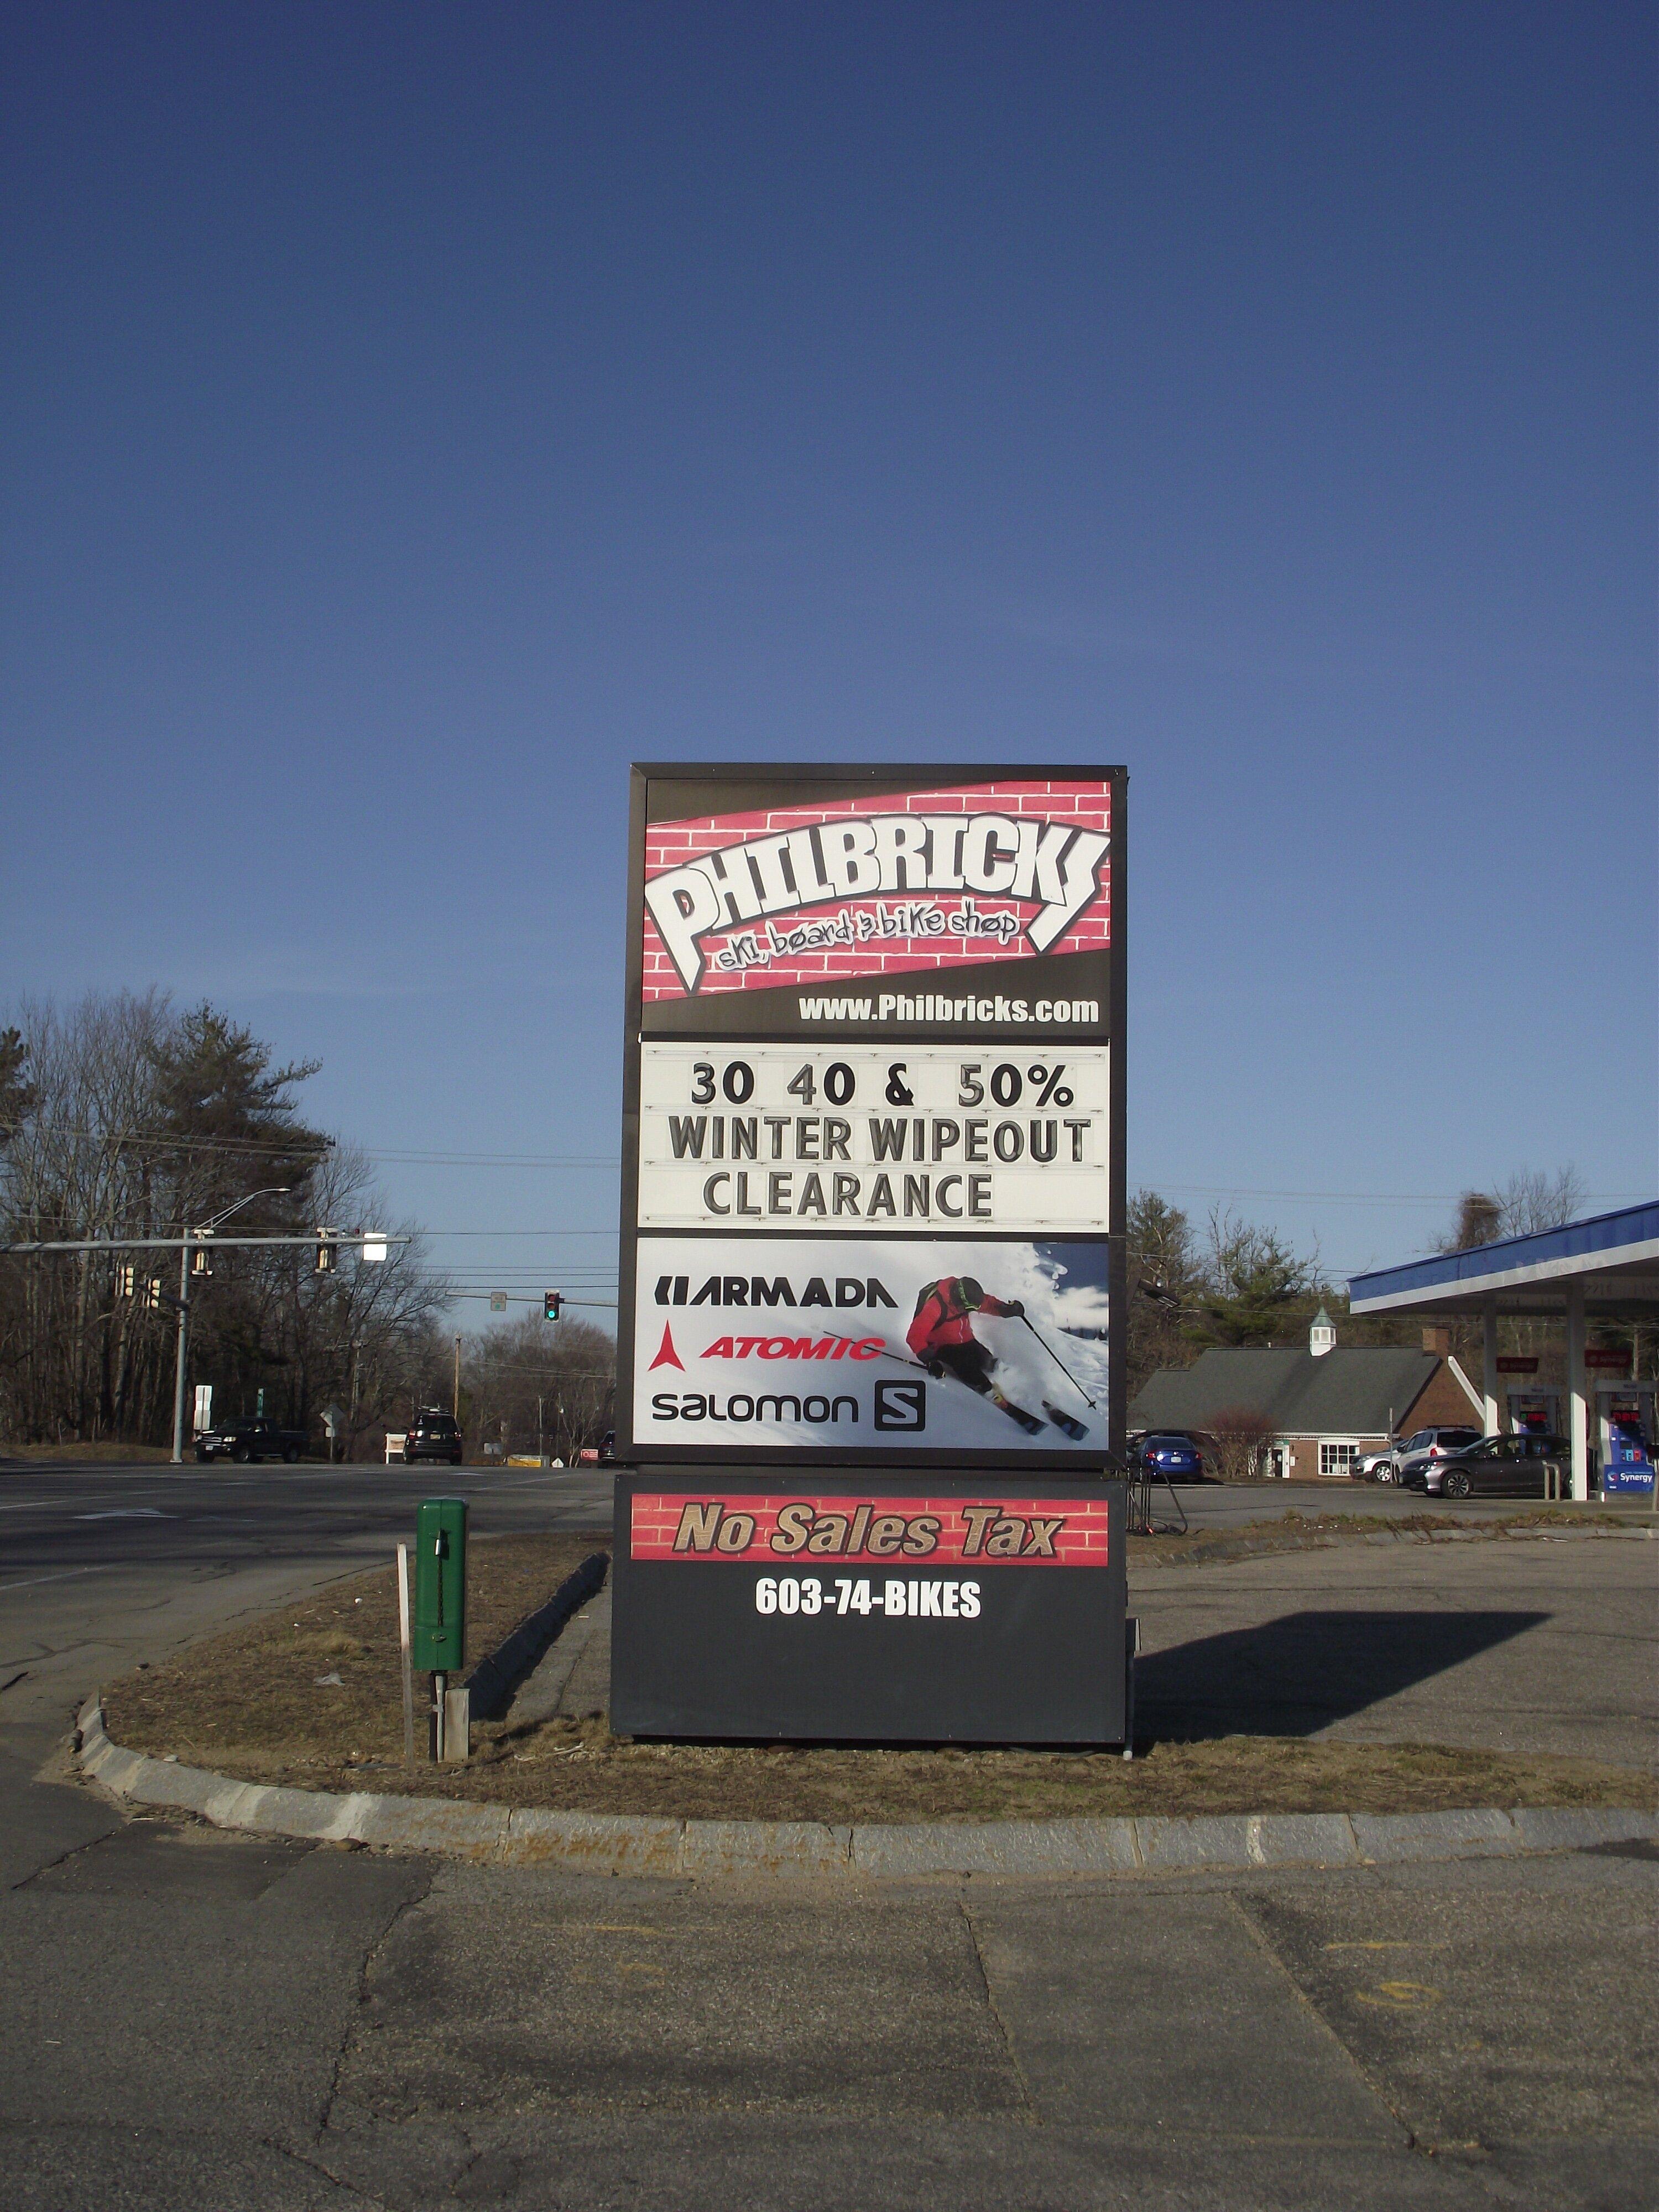 PHILBRICKS
ski, board & bike shop
www.Philbricks.com
30 40 & 50%
WINTER WIPEOUT
CLEARANCE
ARMADA
ATOMIC
SALOMON S
No Sales Tax
603-74-BIKES
Synergy